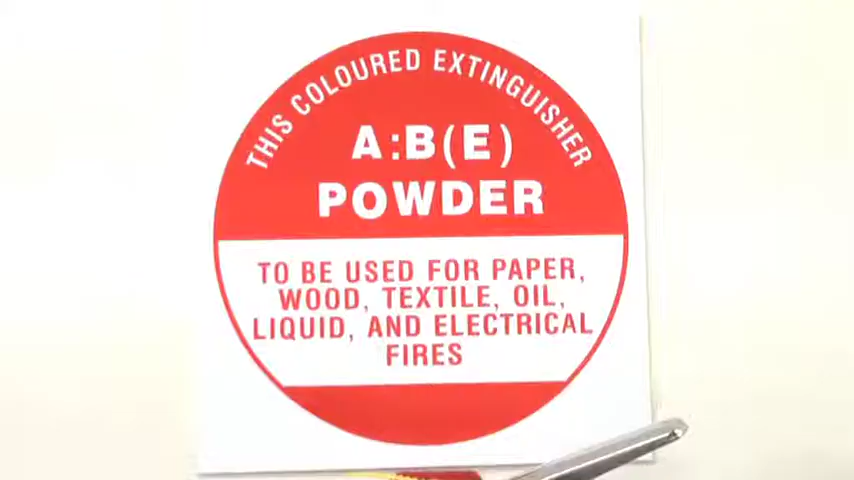 THIS COLOURED EXTINGUISHER
A:B(E)
POWDER
TO BE USED FOR PAPER,
WOOD, TEXTILE, OIL,
LIQUID, AND ELECTRICAL
FIRES